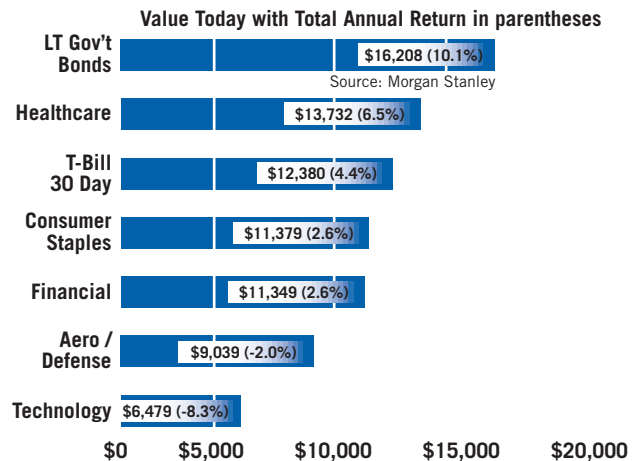 Value Today with Total Annual Return in parentheses
LT Gov't
Bonds
$16,208 (10.1%)
Source: Morgan Stanley
Healthcare
$13,732 (6.5%)
T-Bill
30 Day
$12,380 (4.4%)
Consumer
Staples
$11,379 (2.6%)
Financial
$11,349 (2.6%)
Aero /
Defense
$9,039 (-2.0%)
Technology
$6,479 (-8.3%)
$0 $5,000 $10,000 $15,000 $20,000